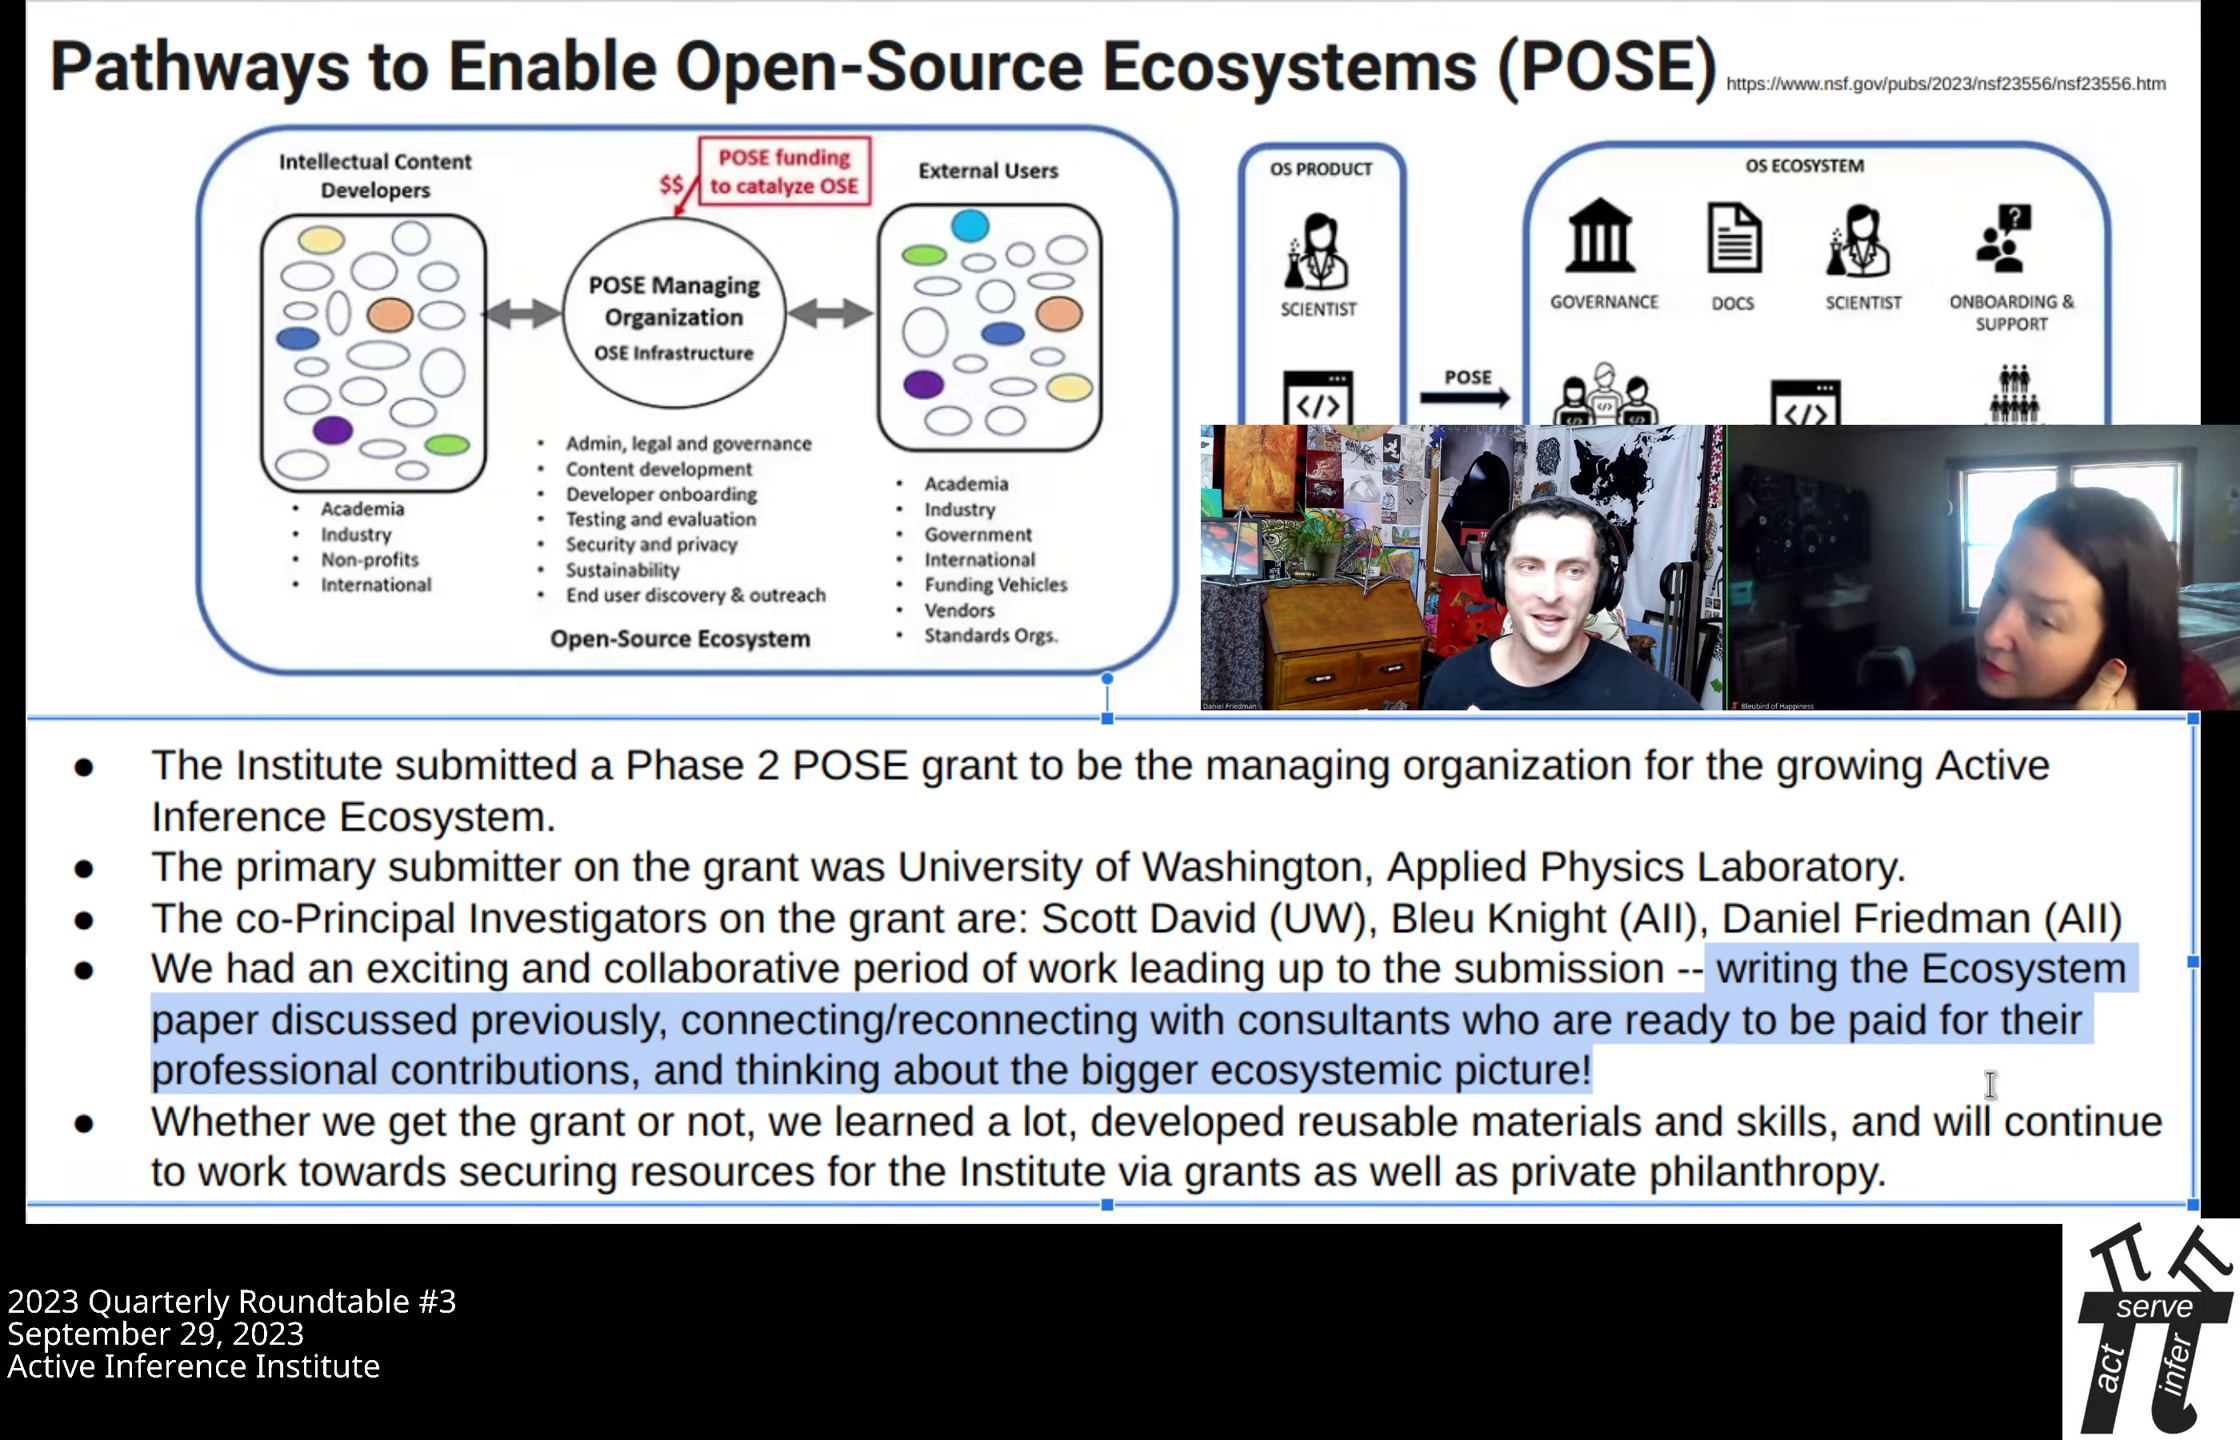 Pathways to Enable Open-Source Ecosystems (POSE) https://www.nsf.gov/pubs/2023/nsf23556/nsf23556.htm
Intellectual Content
Developers
POSE funding
to catalyze OSE
$$
External Users
POSE Managing
Organization
OSE Infrastructure
• Academia
• Industry
• Non-profits
• International
• Admin, legal and governance
• Content development
• Developer onboarding
• Testing and evaluation
• Security and privacy
• Sustainability
• End user discovery & outreach
Open-Source Ecosystem
• Academia
• Industry
• Government
• International
• Funding Vehicles
• Vendors
• Standards Orgs.
OS PRODUCT
SCIENTIST
</>
POSE
OS ECOSYSTEM
GOVERNANCE
DOCS
SCIENTIST
ONBOARDING &
SUPPORT
</>
Daniel Friedman
Bleubird of Happiness
● The Institute submitted a Phase 2 POSE grant to be the managing organization for the growing Active
Inference Ecosystem.
● The primary submitter on the grant was University of Washington, Applied Physics Laboratory.
● The co-Principal Investigators on the grant are: Scott David (UW), Bleu Knight (AII), Daniel Friedman (AII)
● We had an exciting and collaborative period of work leading up to the submission -- writing the Ecosystem
paper discussed previously, connecting/reconnecting with consultants who are ready to be paid for their
professional contributions, and thinking about the bigger ecosystemic picture!
● Whether we get the grant or not, we learned a lot, developed reusable materials and skills, and will continue
to work towards securing resources for the Institute via grants as well as private philanthropy.
2023 Quarterly Roundtable #3
September 29, 2023
Active Inference Institute
serve
act
infer